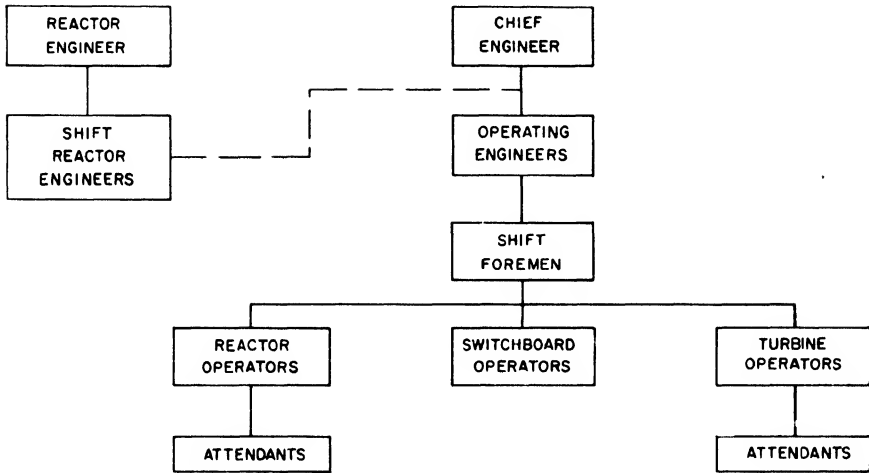 REACTOR
ENGINEER
CHIEF
ENGINEER
SHIFT
REACTOR
ENGINEERS
OPERATING
ENGINEERS
SHIFT
FOREMEN
REACTOR
OPERATORS
SWITCHBOARD
OPERATORS
TURBINE
OPERATORS
ATTENDANTS
ATTENDANTS